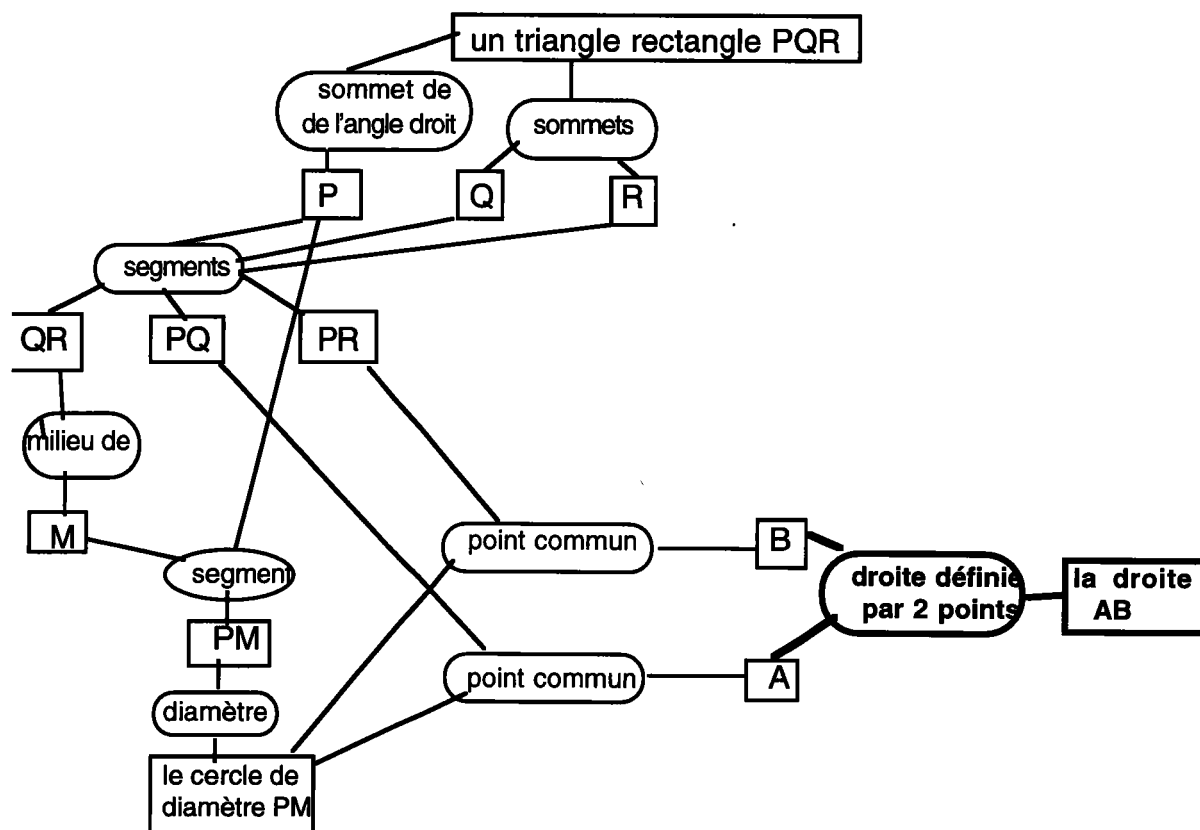 un triangle rectangle PQR
sommet de
de l'angle droit
sommets
P
Q
R
segments
QR
PQ
PR
milieu de
M
segment
PM
diamètre
le cercle de
diamètre PM
point commun
B
point commun
A
droite définie
par 2 points
la droite
AB